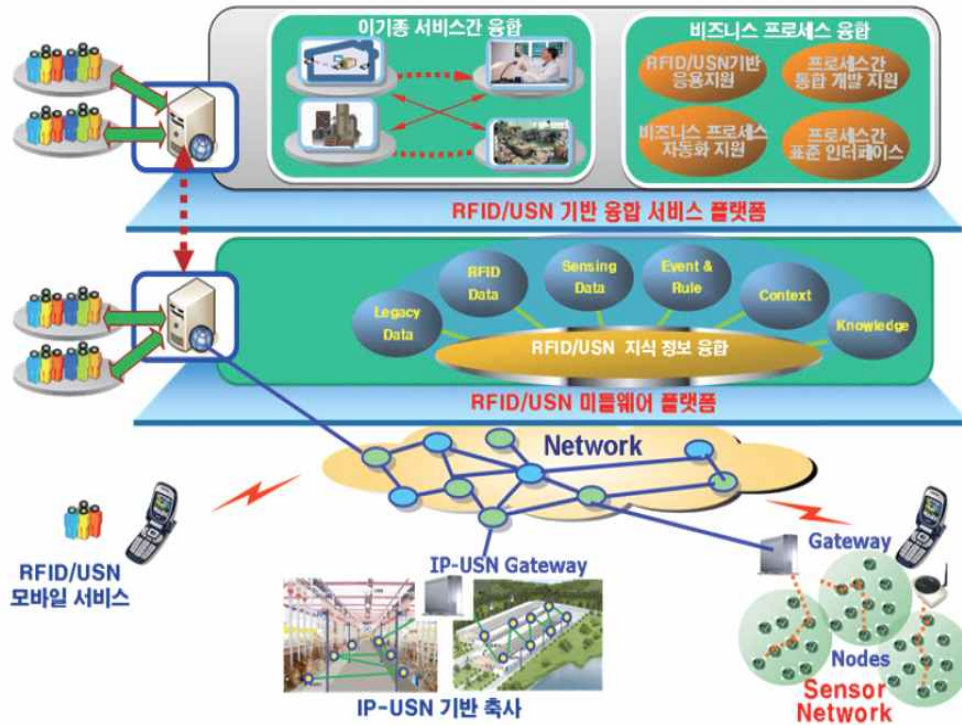 이기종 서비스간 융합
비즈니스 프로세스 융합
RFID/USN기반
응용지원
프로세스간
통합 개발 지원
비즈니스 프로세스
자동화 지원
프로세스간
표준 인터페이스
RFID/USN 기반 융합 서비스 플랫폼
Legacy
Data
RFID
Data
Sensing
Data
Event &
Rule
Context
Knowledge
RFID/USN 지식 정보 융합
RFID/USN 미들웨어 플랫폼
Network
RFID/USN
모바일 서비스
IP-USN Gateway
IP-USN 기반 축사
Gateway
Nodes
Sensor
Network